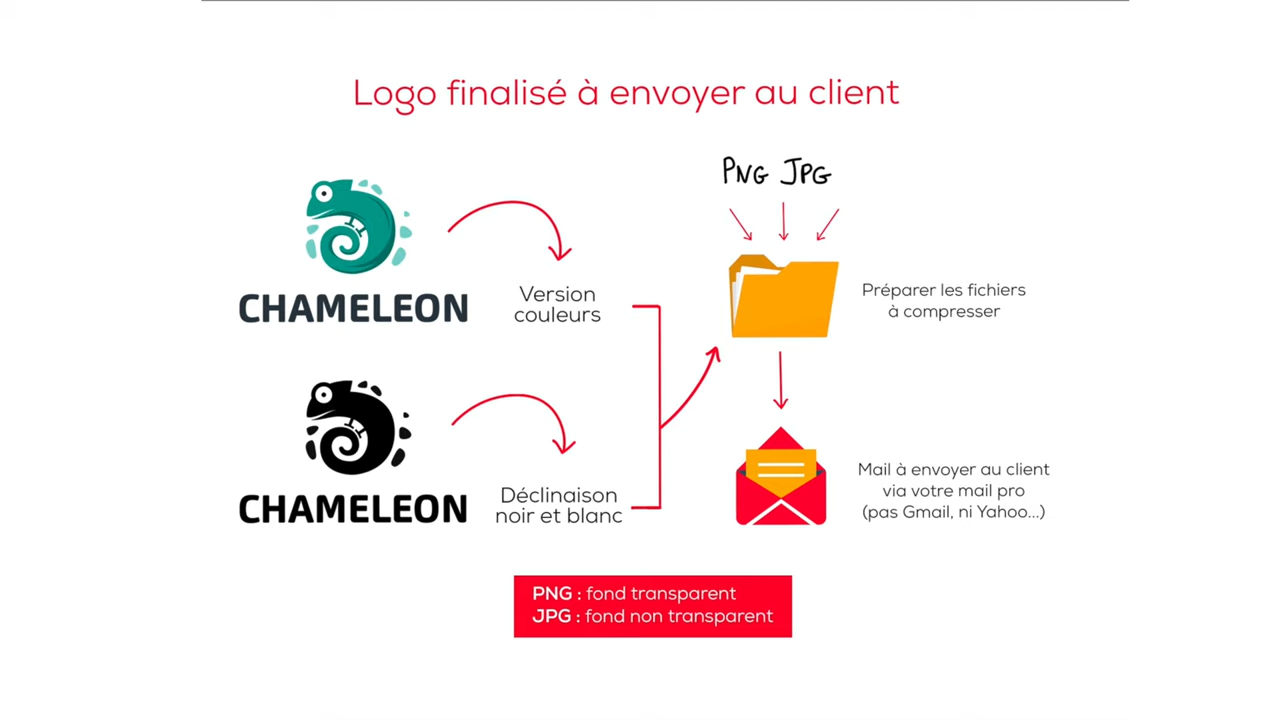 Logo finalisé à envoyer au client
PNG JPG
CHAMELEON
Version
couleurs
Préparer les fichiers
à compresser
CHAMELEON
Déclinaison
noir et blanc
Mail à envoyer au client
via votre mail pro
(pas Gmail, ni Yahoo...)
PNG : fond transparent
JPG : fond non transparent